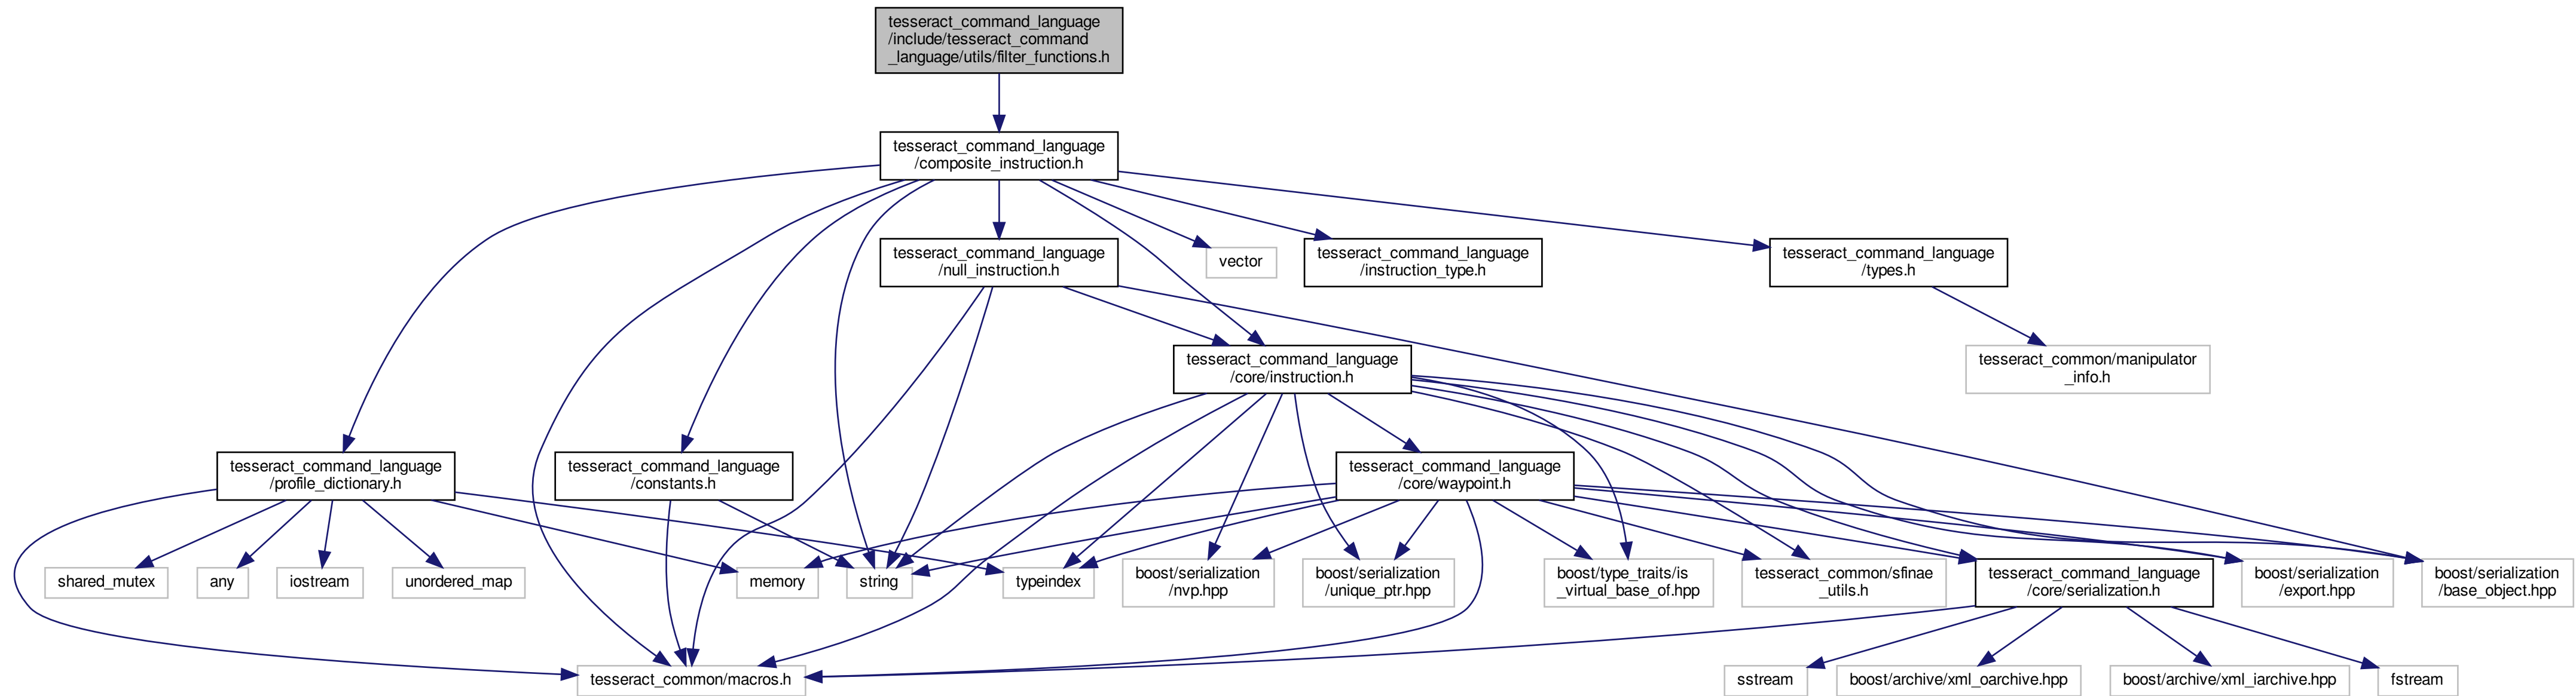 tesseract_command_language
/include/tesseract_command
_language/utils/filter_functions.h
tesseract_command_language
/composite_instruction.h
tesseract_command_language
/null_instruction.h
vector
tesseract_command_language
/instruction_type.h
tesseract_command_language
/types.h
tesseract_command_language
/core/instruction.h
tesseract_common/manipulator
_info.h
tesseract_command_language
/profile_dictionary.h
tesseract_command_language
/constants.h
tesseract_command_language
/core/waypoint.h
shared_mutex
any
iostream
unordered_map
memory
string
typeindex
boost/serialization
/nvp.hpp
boost/serialization
/unique_ptr.hpp
boost/type_traits/is
_virtual_base_of.hpp
tesseract_common/sfinae
_utils.h
tesseract_command_language
/core/serialization.h
boost/serialization
/export.hpp
boost/serialization
/base_object.hpp
tesseract_common/macros.h
sstream
boost/archive/xml_oarchive.hpp
boost/archive/xml_iarchive.hpp
fstream